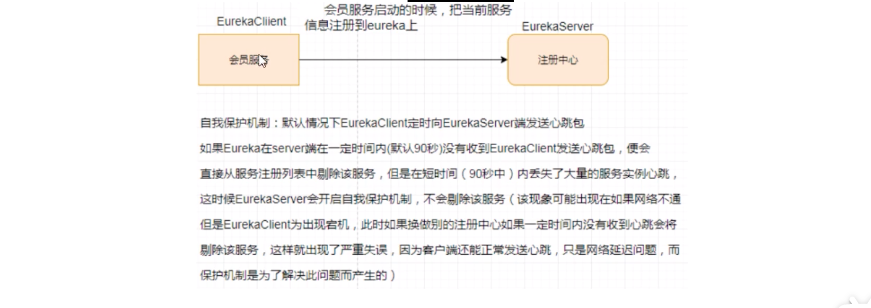 会员服务启动的时候，把当前服务
信息注册到eureka上
EurekaCliient
EurekaServer
会员服务
注册中心
自我保护机制：默认情况下EurekaClient定时向EurekaServer端发送心跳包
如果Eureka在server端在一定时间内(默认90秒)没有收到EurekaClient发送心跳包，便会
直接从服务注册列表中剔除该服务，但是在短时间（90秒中）内丢失了大量的服务实例心跳，
这时候EurekaServer会开启自我保护机制，不会剔除该服务（该现象可能出现在如果网络不通
但是EurekaClient为出现宕机，此时如果换做别的注册中心如果一定时间内没有收到心跳会将
剔除该服务，这样就出现了严重失误，因为客户端还能正常发送心跳，只是网络延迟问题，而
保护机制是为了解决此问题而产生的）